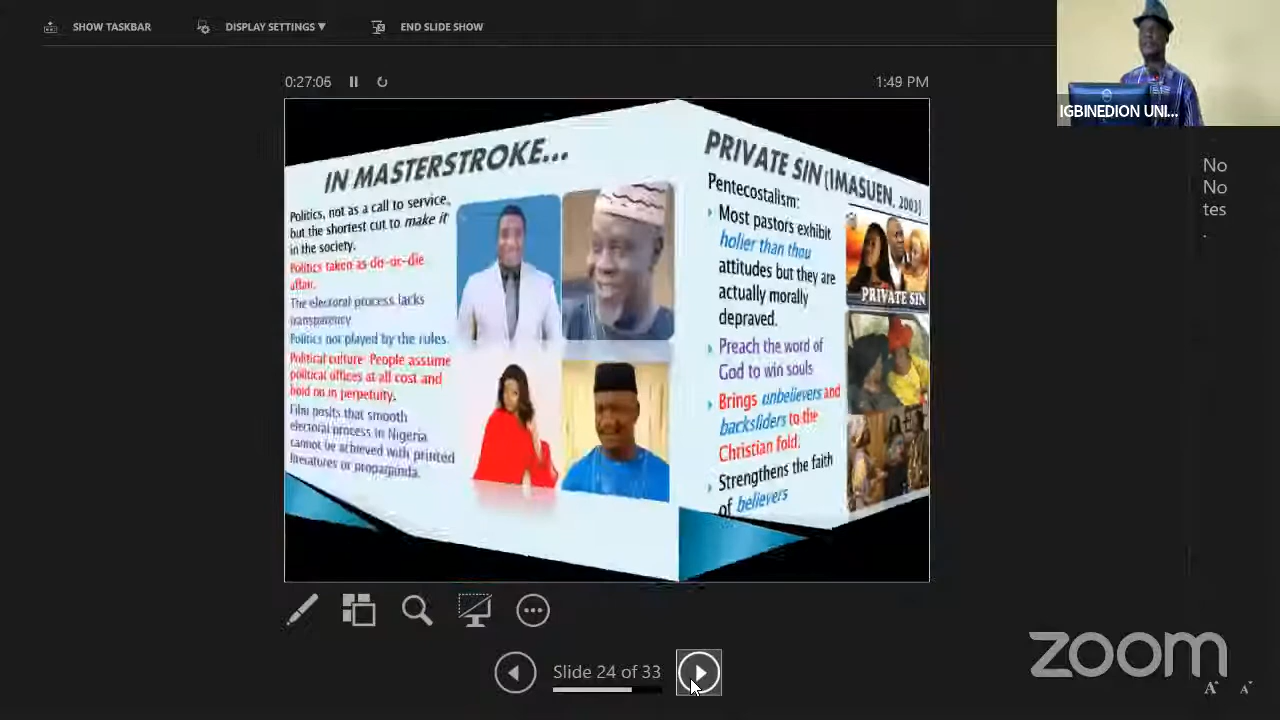 SHOW TASKBAR
DISPLAY SETTINGS ▼
END SLIDE SHOW
0:27:06
1:49 PM
IGBINEDION UNI...
No
No
tes
.
IN MASTERSTROKE...
Politics, not as a call to service,
but the shortest cut to make it
in the society.
Politics taken as do-or-die
affair.
The electoral process lacks
transparency
Politics not played by the rules.
Political culture: People assume
political offices at all cost and
hold on in perpetuity.
Film posits that smooth
electoral process in Nigeria
cannot be achieved with printed
literatures or propaganda.
PRIVATE SIN (IMASUEN, 2003)
Pentecostalism:
Most pastors exhibit
holier than thou
attitudes but they are
actually morally
depraved.
Preach the word of
God to win souls
Brings unbelievers and
backsliders to the
Christian fold.
Strengthens the faith
of believers
PRIVATE SIN
Slide 24 of 33
zoom
A A